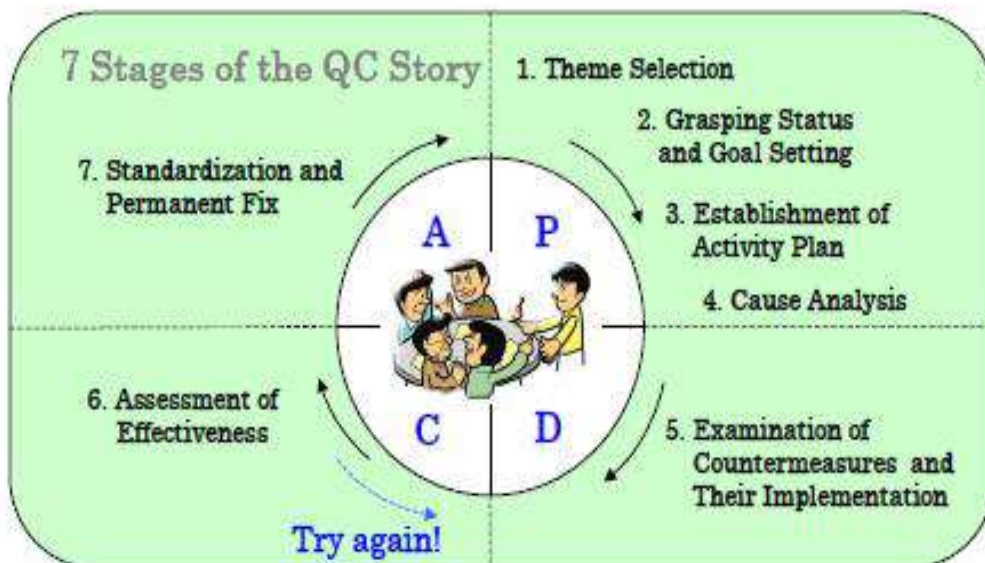 7 Stages of the QC Story
1. Theme Selection
2. Grasping Status
and Goal Setting
3. Establishment of
Activity Plan
4. Cause Analysis
5. Examination of
Countermeasures and
Their Implementation
6. Assessment of
Effectiveness
Try again!
7. Standardization and
Permanent Fix
A P
C D